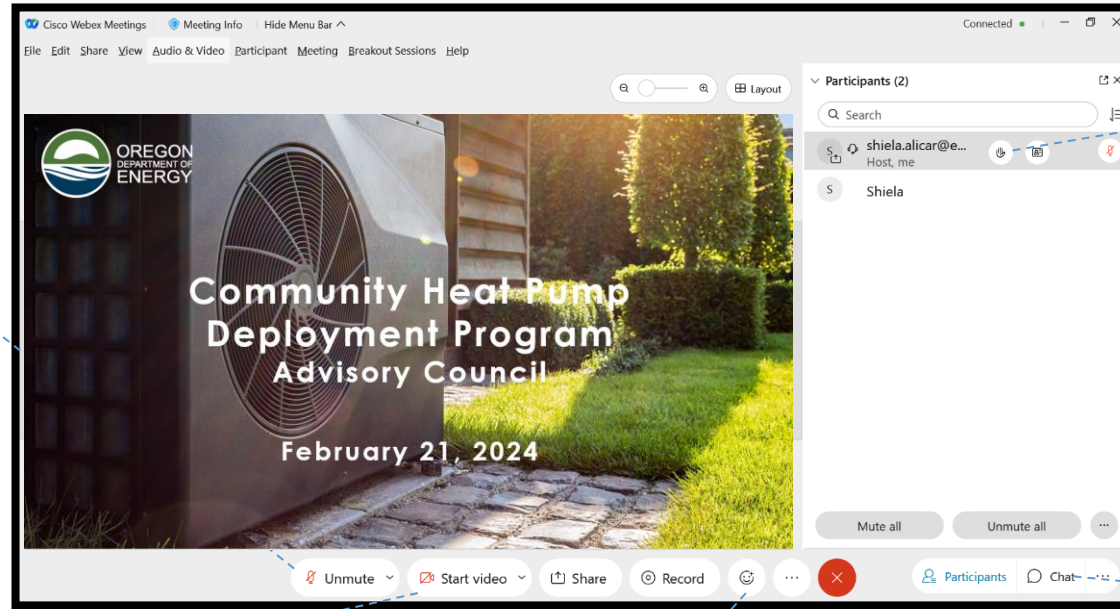 Cisco Webex Meetings Meeting Info Hide Menu Bar Connected
File Edit Share View Audio & Video Participant Meeting Breakout Sessions Help
Layout
OREGON
DEPARTMENT OF
ENERGY
Community Heat Pump
Deployment Program
Advisory Council
February 21, 2024
Participants (2)
Search
S shiela.alicar@e...
Host, me
S Shiela
Mute all Unmute all ...
Unmute Start video Share Record ... Participants Chat ...